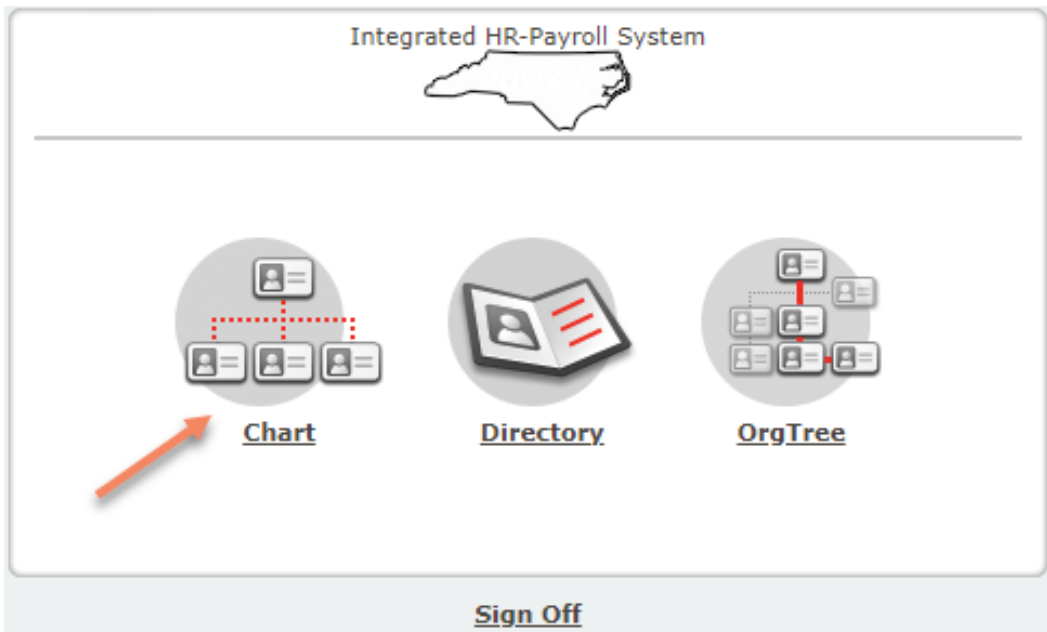 Integrated HR-Payroll System
Chart
Directory
OrgTree
Sign Off